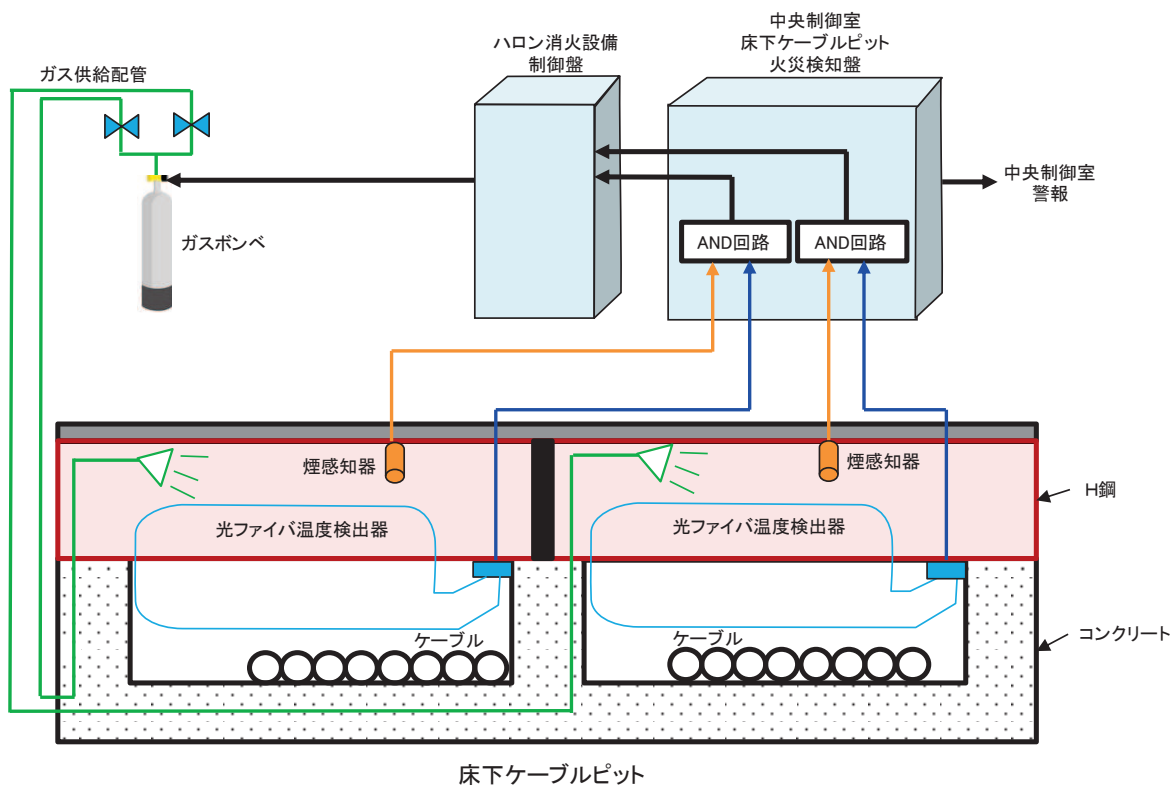 中央制御室
床下ケーブルピット
火災検知盤
ハロン消火設備
制御盤
ガス供給配管
中央制御室
警報
ガスボンベ
AND回路
AND回路
煙感知器
煙感知器
H鋼
光ファイバ温度検出器
光ファイバ温度検出器
ケーブル
ケーブル
コンクリート
床下ケーブルピット